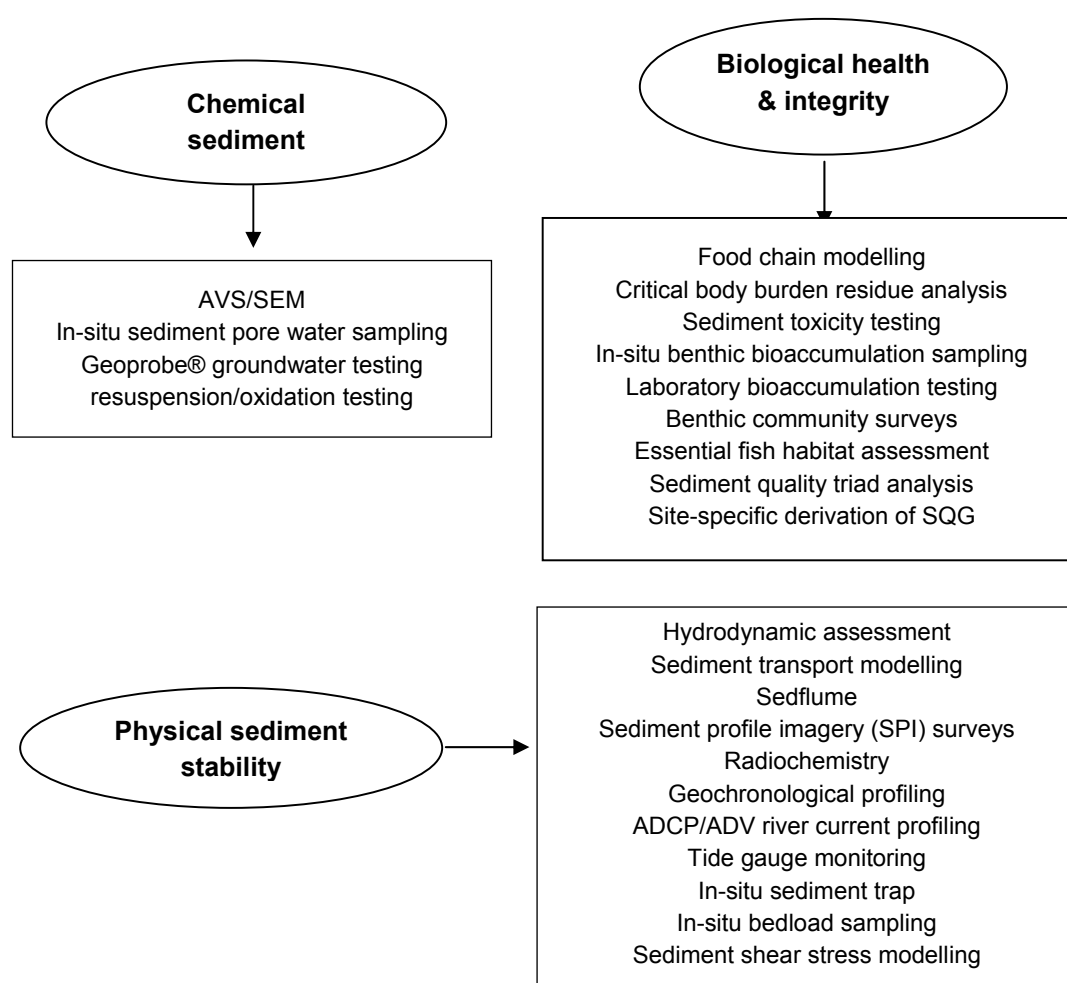 Chemical
sediment
AVS/SEM
In-situ sediment pore water sampling
Geoprobe® groundwater testing
resuspension/oxidation testing
Biological health
& integrity
Food chain modelling
Critical body burden residue analysis
Sediment toxicity testing
In-situ benthic bioaccumulation sampling
Laboratory bioaccumulation testing
Benthic community surveys
Essential fish habitat assessment
Sediment quality triad analysis
Site-specific derivation of SQG
Physical sediment
stability
Hydrodynamic assessment
Sediment transport modelling
Sedflume
Sediment profile imagery (SPI) surveys
Radiochemistry
Geochronological profiling
ADCP/ADV river current profiling
Tide gauge monitoring
In-situ sediment trap
In-situ bedload sampling
Sediment shear stress modelling